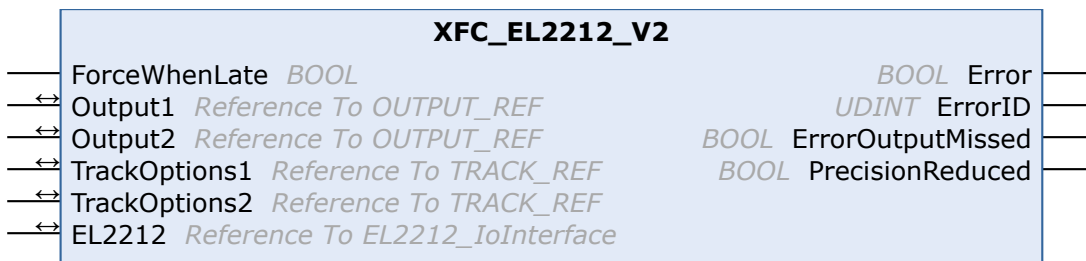 XFC_EL2212_V2
ForceWhenLate BOOL BOOL Error
Output1 Reference To OUTPUT_REF UDINT ErrorID
Output2 Reference To OUTPUT_REF BOOL ErrorOutputMissed
TrackOptions1 Reference To TRACK_REF BOOL PrecisionReduced
TrackOptions2 Reference To TRACK_REF
EL2212 Reference To EL2212_IoInterface